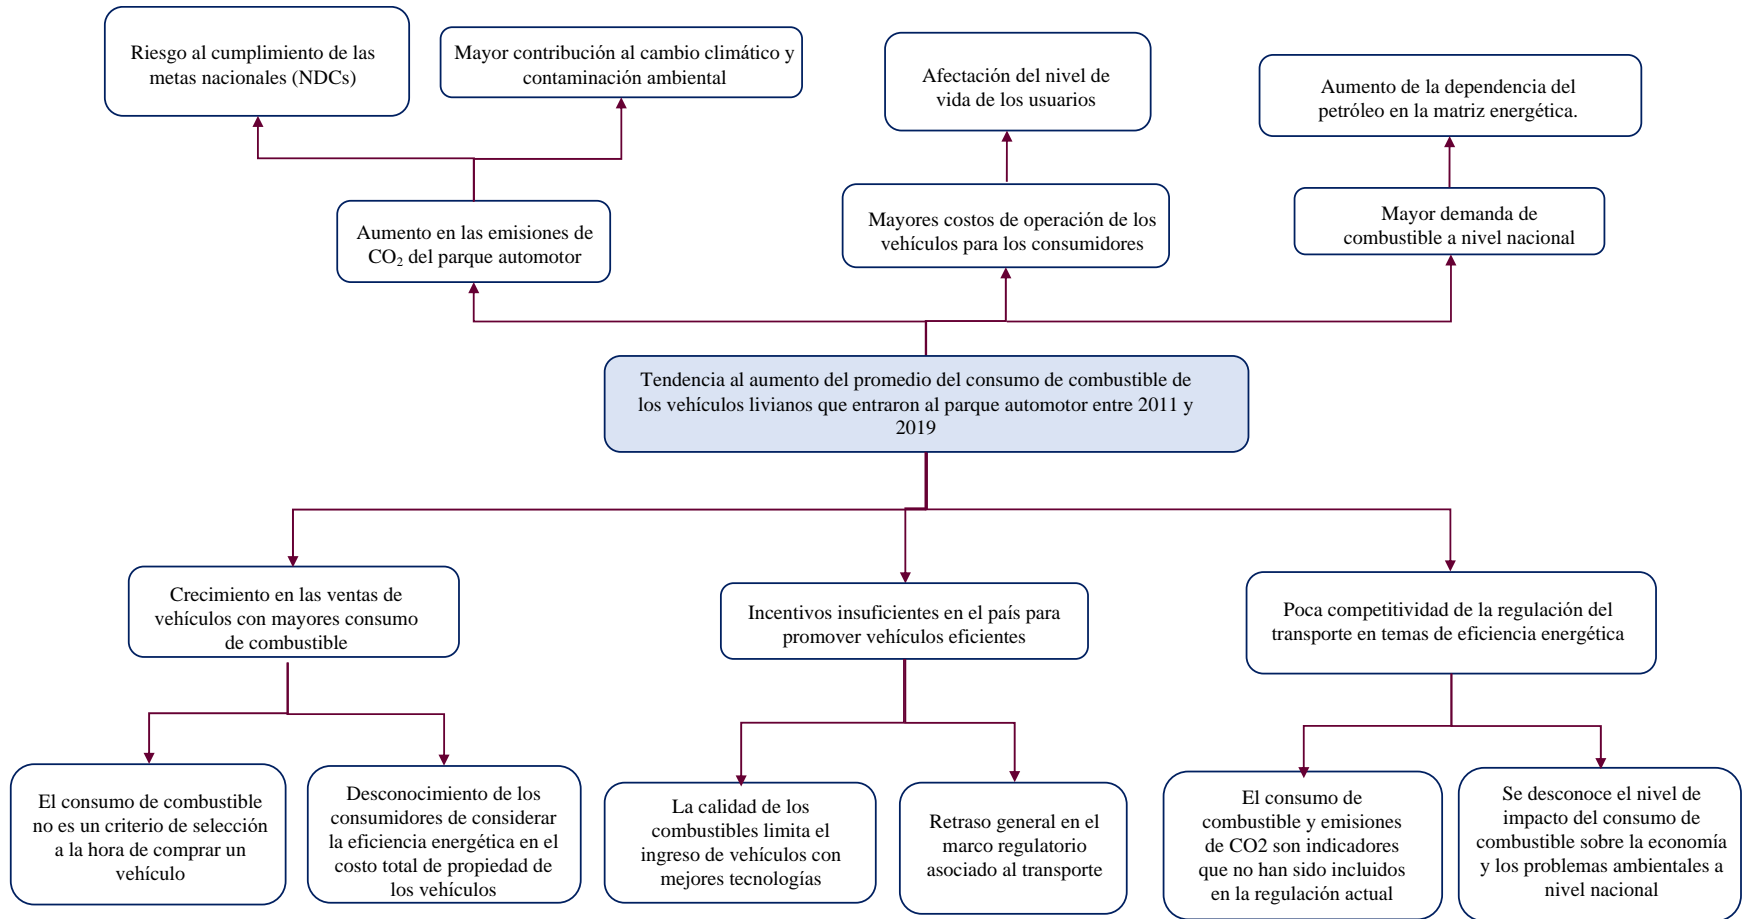 Riesgo al cumplimiento de las
metas nacionales (NDCs)
Mayor contribución al cambio climático y
contaminación ambiental
Afectación del nivel de
vida de los usuarios
Aumento de la dependencia del
petróleo en la matriz energética.
Aumento en las emisiones de
CO₂ del parque automotor
Mayores costos de operación de los
vehículos para los consumidores
Mayor demanda de
combustible a nivel nacional
Tendencia al aumento del promedio del consumo de combustible de
los vehículos livianos que entraron al parque automotor entre 2011 y
2019
Crecimiento en las ventas de
vehículos con mayores consumo
de combustible
Incentivos insuficientes en el país para
promover vehículos eficientes
Poca competitividad de la regulación del
transporte en temas de eficiencia energética
El consumo de combustible
no es un criterio de selección
a la hora de comprar un
vehículo
Desconocimiento de los
consumidores de considerar
la eficiencia energética en el
costo total de propiedad de
los vehículos
La calidad de los
combustibles limita el
ingreso de vehículos con
mejores tecnologías
Retraso general en el
marco regulatorio
asociado al transporte
El consumo de
combustible y emisiones
de CO2 son indicadores
que no han sido incluidos
en la regulación actual
Se desconoce el nivel de
impacto del consumo de
combustible sobre la economía
y los problemas ambientales a
nivel nacional